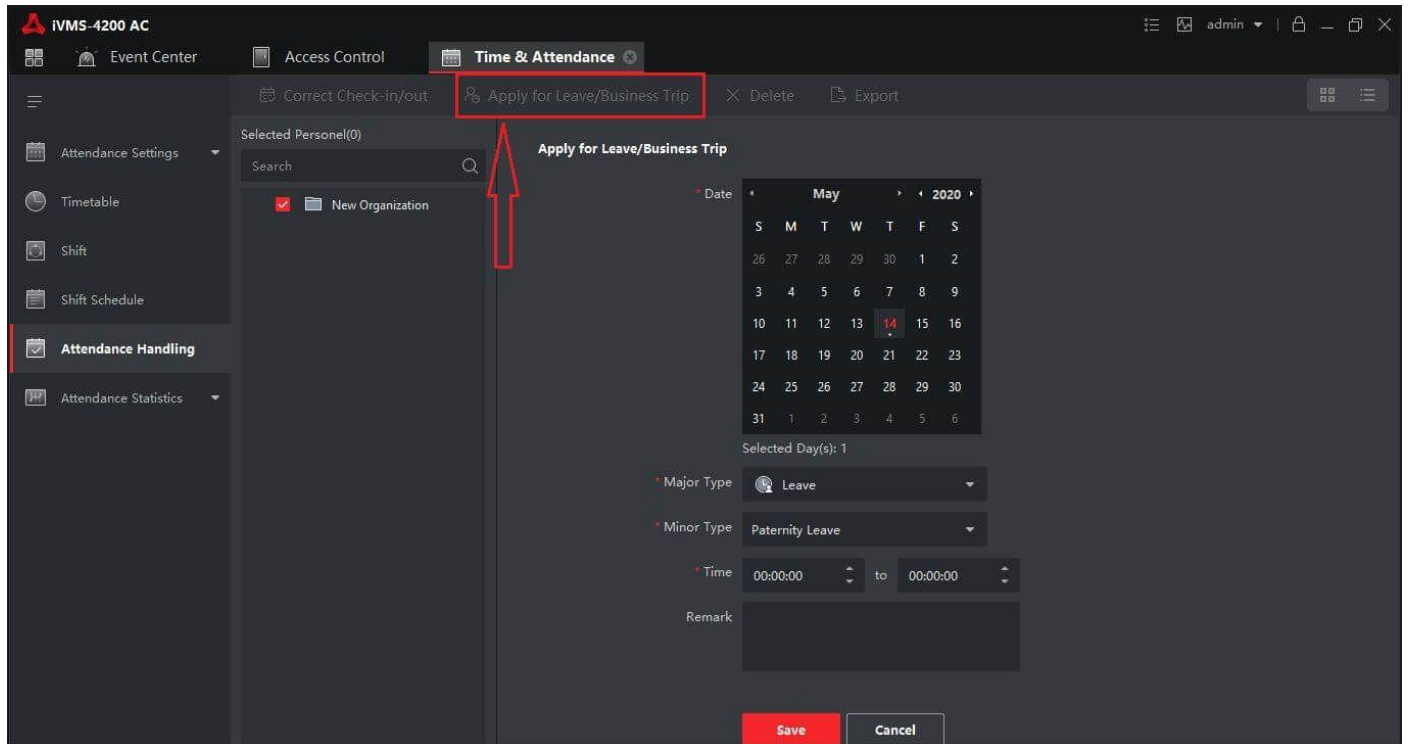 iVMS-4200 AC
admin
Event Center
Access Control
Time & Attendance
Correct Check-in/out
Apply for Leave/Business Trip
Delete
Export
Attendance Settings
Timetable
Shift
Shift Schedule
Attendance Handling
Attendance Statistics
Selected Personel(0)
Search
New Organization
Apply for Leave/Business Trip
* Date
May 2020
S M T W T F S
26 27 28 29 30 1 2
3 4 5 6 7 8 9
10 11 12 13 14 15 16
17 18 19 20 21 22 23
24 25 26 27 28 29 30
31 1 2 3 4 5 6
Selected Day(s): 1
* Major Type Leave
* Minor Type Paternity Leave
* Time 00:00:00 to 00:00:00
Remark
Save Cancel